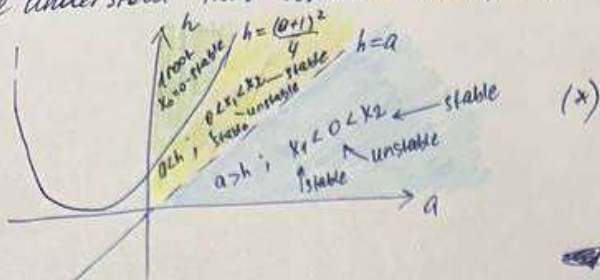 understand
h
h = (a+1)²
4
h=a
1 root
x₀=0-stable
a<h; 0<x₁<x₂ — stable
stable -unstable
a>h; x₁ < 0 < x₂ ← stable
unstable
stable
(*)
a